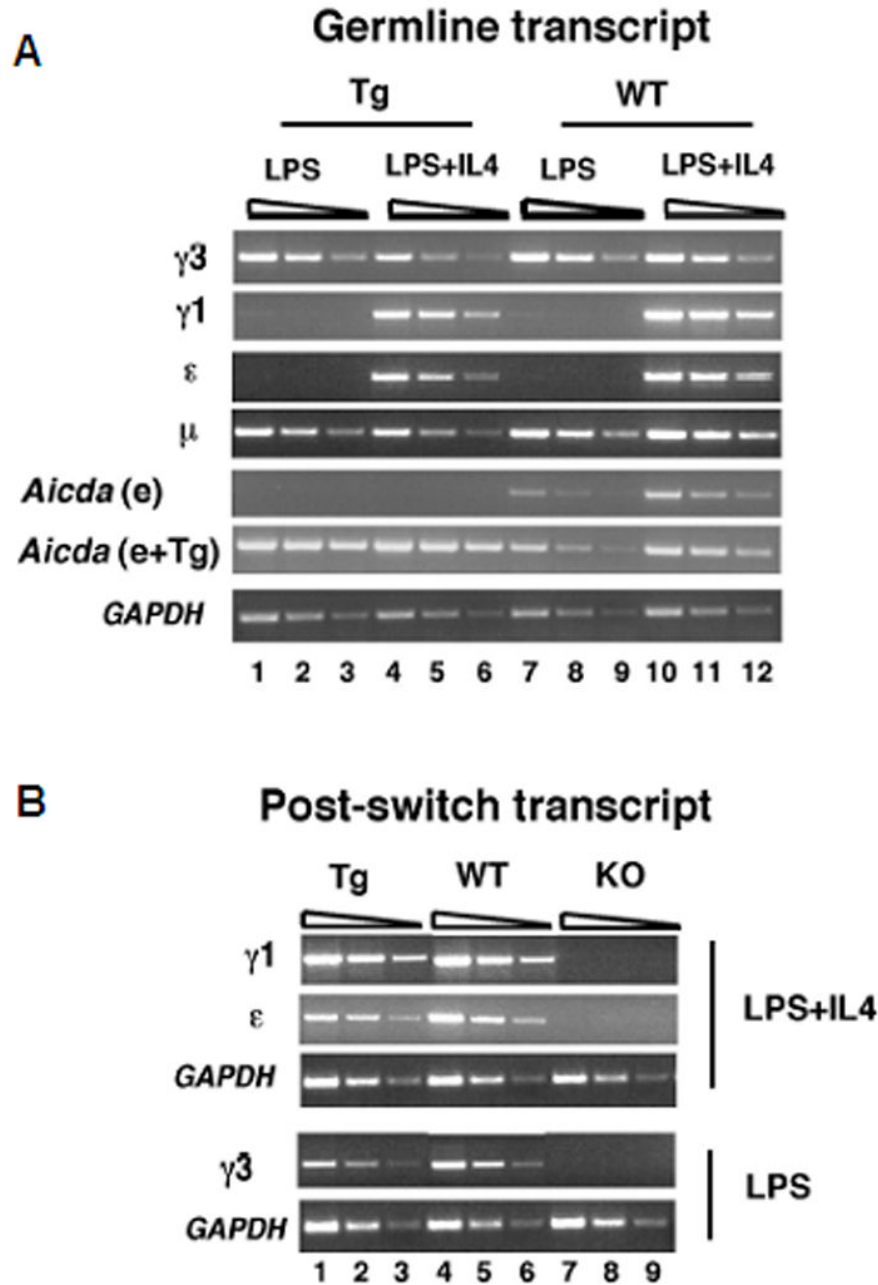 A
Germline transcript
Tg WT
LPS LPS+IL4 LPS LPS+IL4
γ3
γ1
ε
μ
Aicda (e)
Aicda (e+Tg)
GAPDH
1 2 3 4 5 6 7 8 9 10 11 12
B
Post-switch transcript
Tg WT KO
γ1
ε
LPS+IL4
GAPDH
γ3
LPS
GAPDH
1 2 3 4 5 6 7 8 9